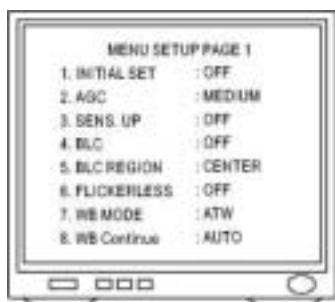 MENU SETUP PAGE 1
1. INITIAL SET : OFF
2. AGC : MEDIUM
3. SENS. UP : OFF
4. BLC : OFF
5. BLC REGION : CENTER
6. FLICKERLESS : OFF
7. WB MODE : ATW
8. WB Continue : AUTO